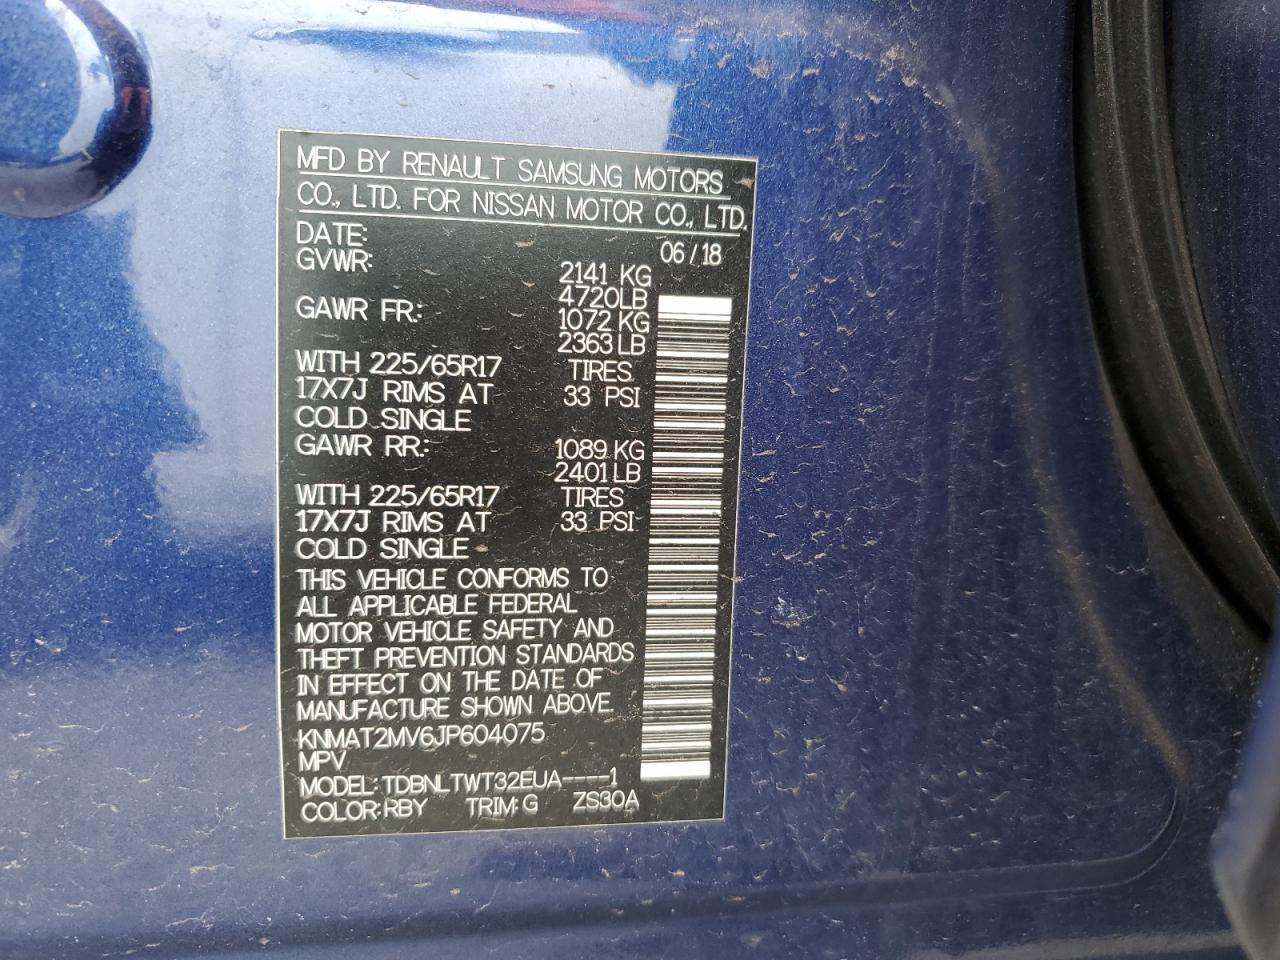 MFD BY RENAULT SAMSUNG MOTORS
CO., LTD. FOR NISSAN MOTOR CO., LTD.
DATE: 06/18
GVWR: 2141 KG
4720LB
GAWR FR: 1072 KG
2363 LB
WITH 225/65R17 TIRES
17X7J RIMS AT 33 PSI
COLD SINGLE
GAWR RR: 1089 KG
2401 LB
WITH 225/65R17 TIRES
17X7J RIMS AT 33 PSI
COLD SINGLE
THIS VEHICLE CONFORMS TO
ALL APPLICABLE FEDERAL
MOTOR VEHICLE SAFETY AND
THEFT PREVENTION STANDARDS
IN EFFECT ON THE DATE OF
MANUFACTURE SHOWN ABOVE.
KNMAT2MV6JP604075
MPV
MODEL: TDBNLTWT32EUA----1
COLOR: RBY TRIM: G ZS30A